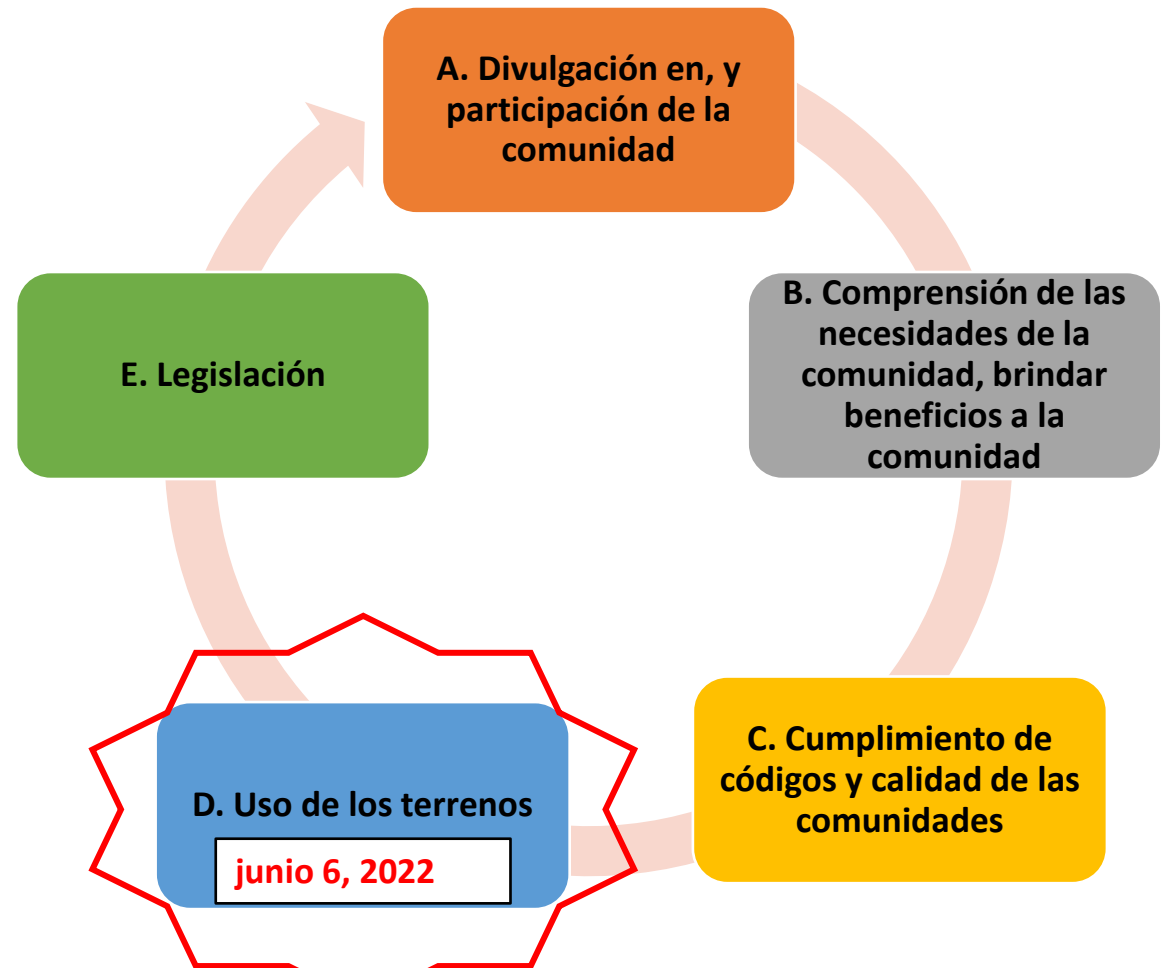 A. Divulgación en, y
participación de la
comunidad
B. Comprensión de las
necesidades de la
comunidad, brindar
beneficios a la
comunidad
C. Cumplimiento de
códigos y calidad de las
comunidades
D. Uso de los terrenos
junio 6, 2022
E. Legislación